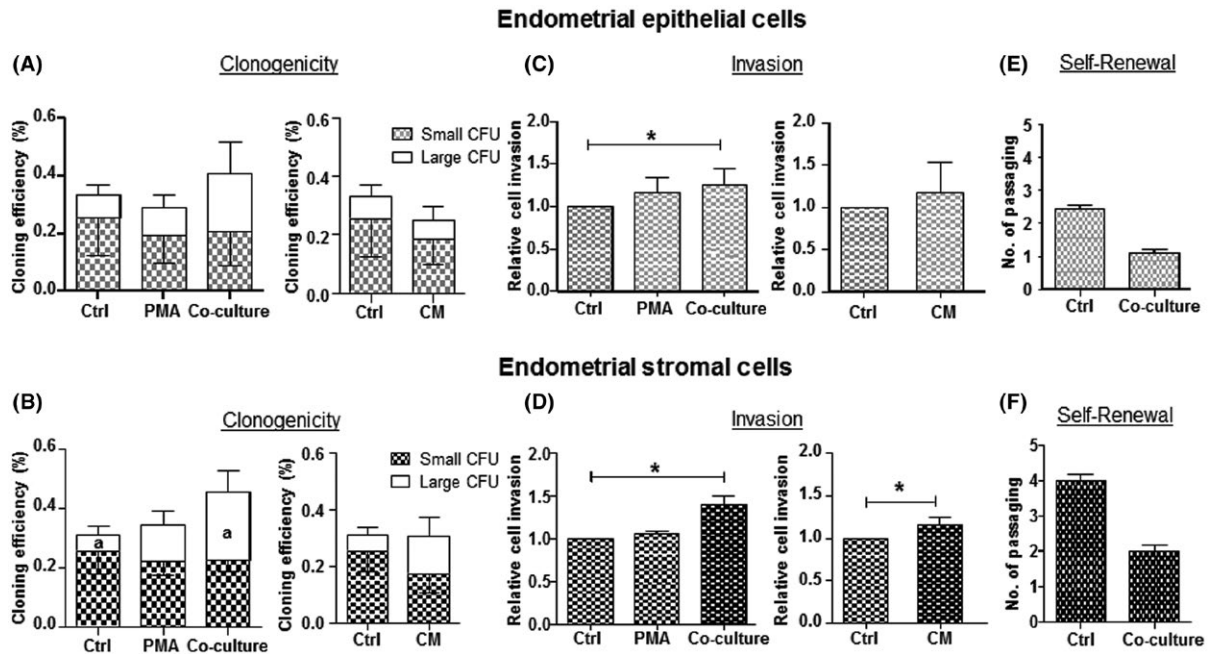 Endometrial epithelial cells
(A) Clonogenicity
Cloning efficiency (%)
0.6
0.4
0.2
0.0
Ctrl PMA Co-culture
Cloning efficiency (%)
0.6
0.4
0.2
0.0
Small CFU
Large CFU
Ctrl CM
(C) Invasion
Relative cell invasion
2.0
1.5
1.0
0.5
0.0
*
Ctrl PMA Co-culture
Relative cell invasion
2.0
1.5
1.0
0.5
0.0
Ctrl CM
(E) Self-Renewal
No. of passaging
5
4
3
2
1
0
Ctrl Co-culture
Endometrial stromal cells
(B) Clonogenicity
Cloning efficiency (%)
0.6
0.4
0.2
0.0
a
a
Ctrl PMA Co-culture
Cloning efficiency (%)
0.6
0.4
0.2
0.0
Small CFU
Large CFU
Ctrl CM
(D) Invasion
Relative cell invasion
2.0
1.5
1.0
0.5
0.0
*
Ctrl PMA Co-culture
Relative cell invasion
2.0
1.5
1.0
0.5
0.0
*
Ctrl CM
(F) Self-Renewal
No. of passaging
5
4
3
2
1
0
Ctrl Co-culture